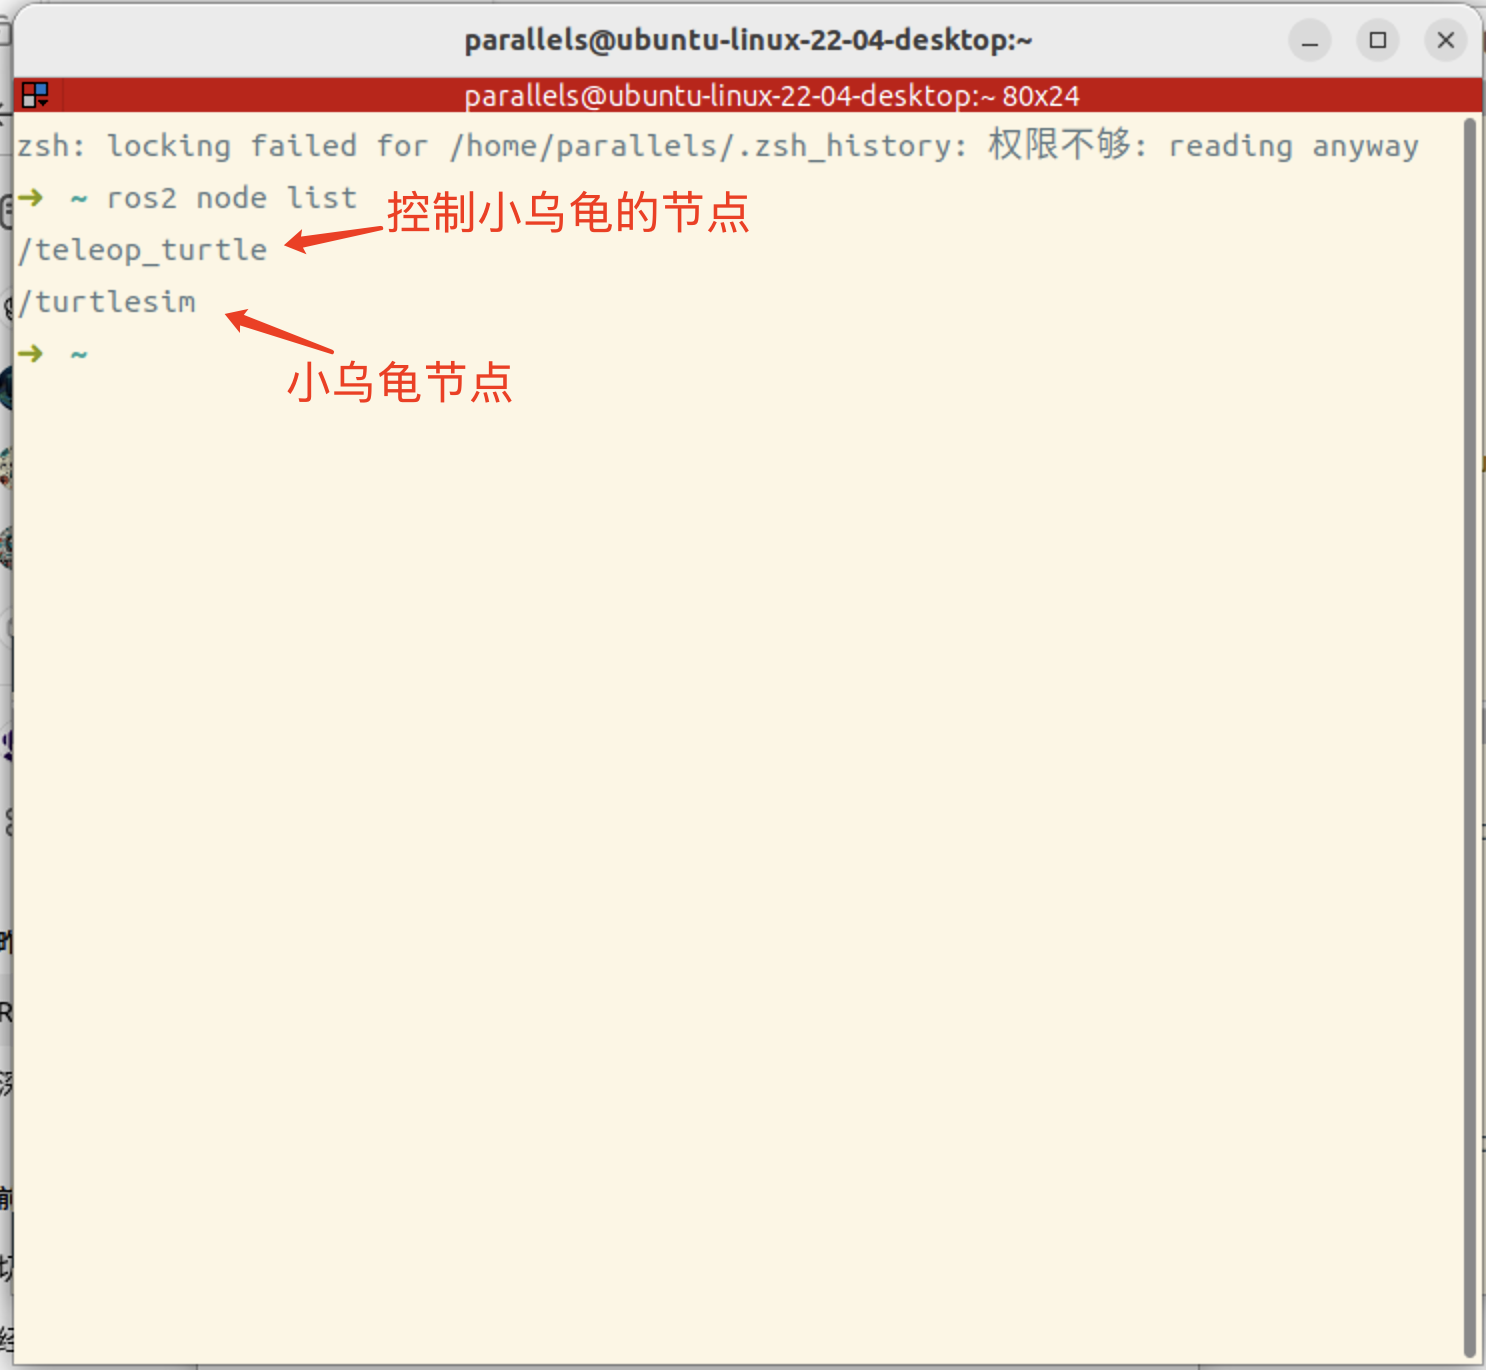 parallels@ubuntu-linux-22-04-desktop:~
parallels@ubuntu-linux-22-04-desktop:~ 80x24
zsh: locking failed for /home/parallels/.zsh_history: 权限不够: reading anyway
➜ ~ ros2 node list
控制小乌龟的节点
/teleop_turtle
/turtlesim
➜ ~
小乌龟节点
R